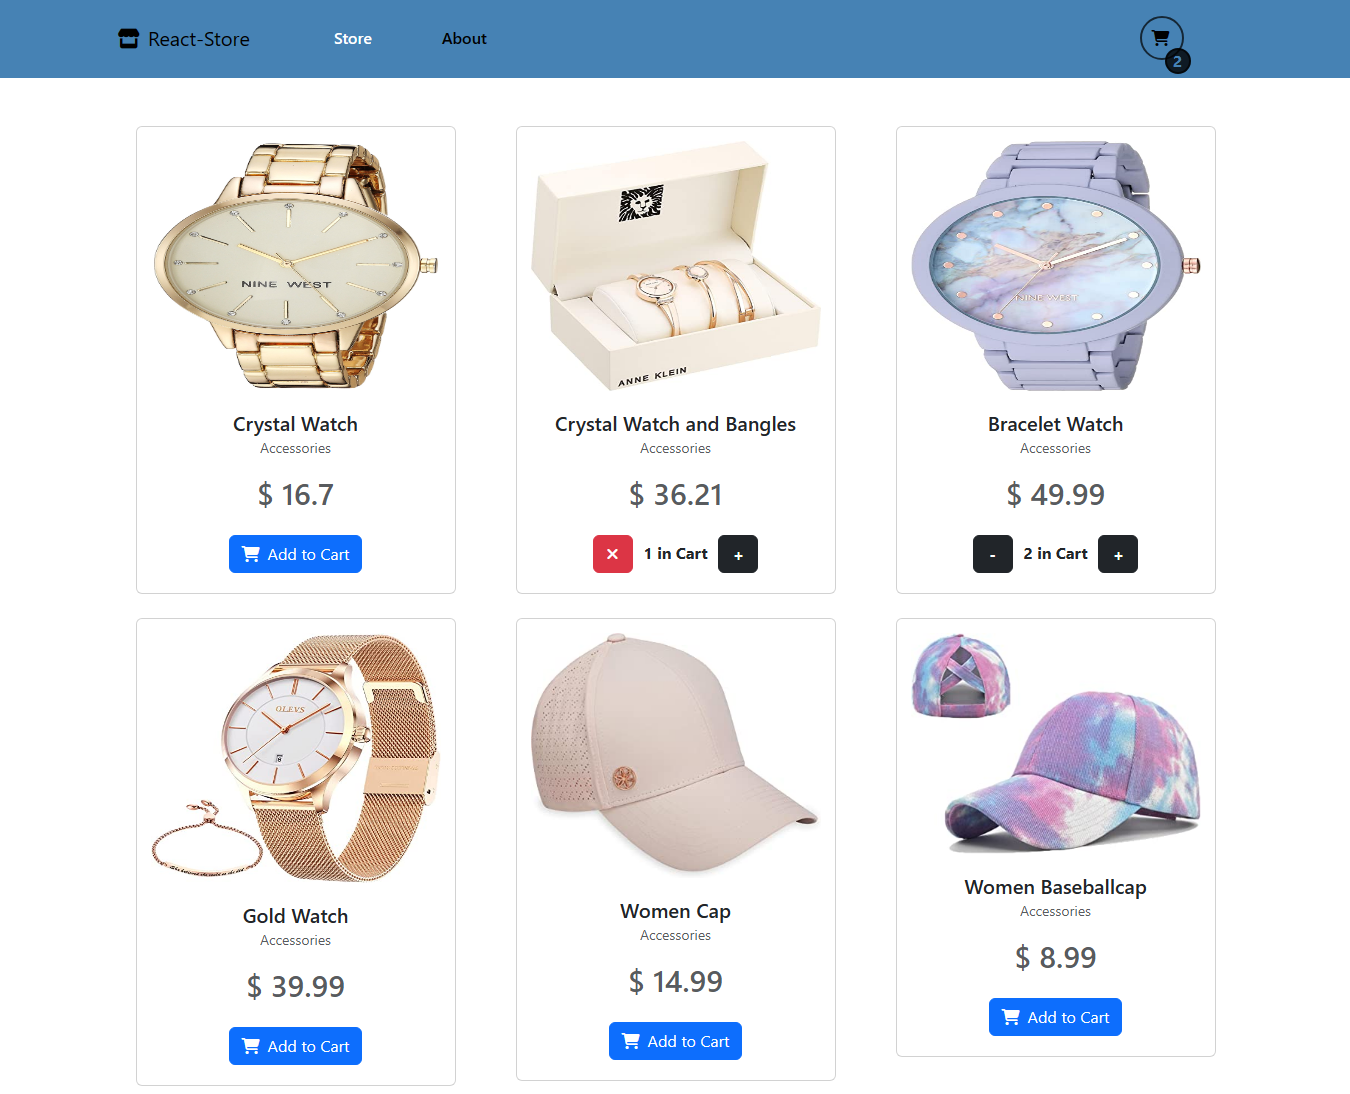 React-Store
Store
About
2
NINE WEST
Crystal Watch
Accessories
$ 16.7
Add to Cart
ANNE KLEIN
Crystal Watch and Bangles
Accessories
$ 36.21
× 1 in Cart +
NINE WEST
Bracelet Watch
Accessories
$ 49.99
- 2 in Cart +
OLEVS
Gold Watch
Accessories
$ 39.99
Add to Cart
Women Cap
Accessories
$ 14.99
Add to Cart
Women Baseballcap
Accessories
$ 8.99
Add to Cart